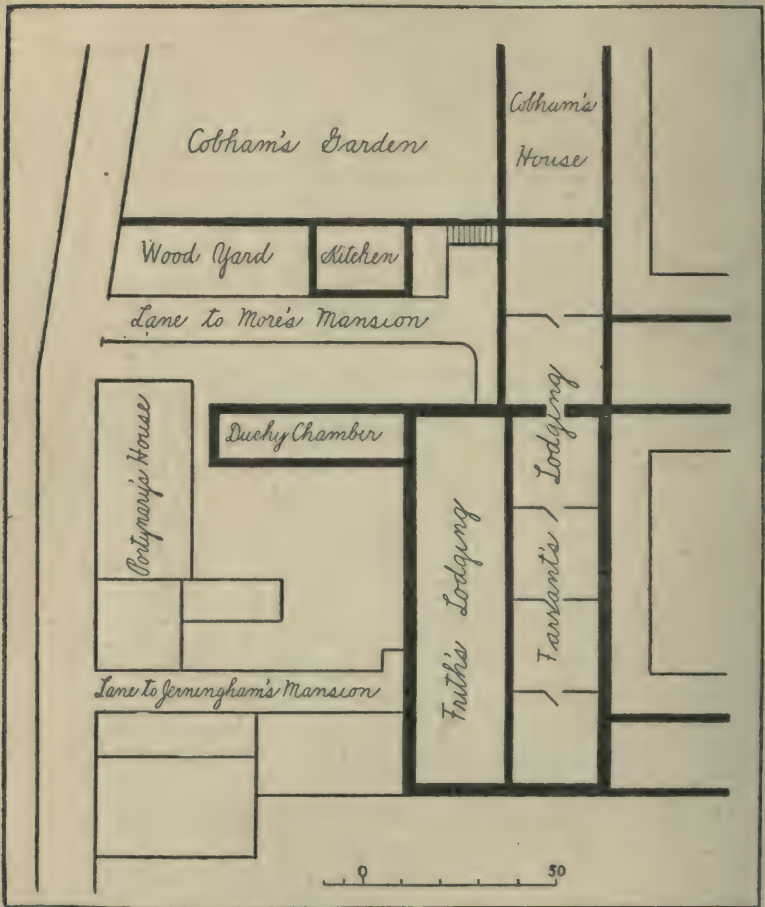 Cobham's
House
Cobham's Garden
Wood Yard
Kitchen
Lane to More's Mansion
Duchy Chamber
Portynary's House
Frith's Lodging
Farrant's Lodging
Lane to Jerningham's Mansion
0 50